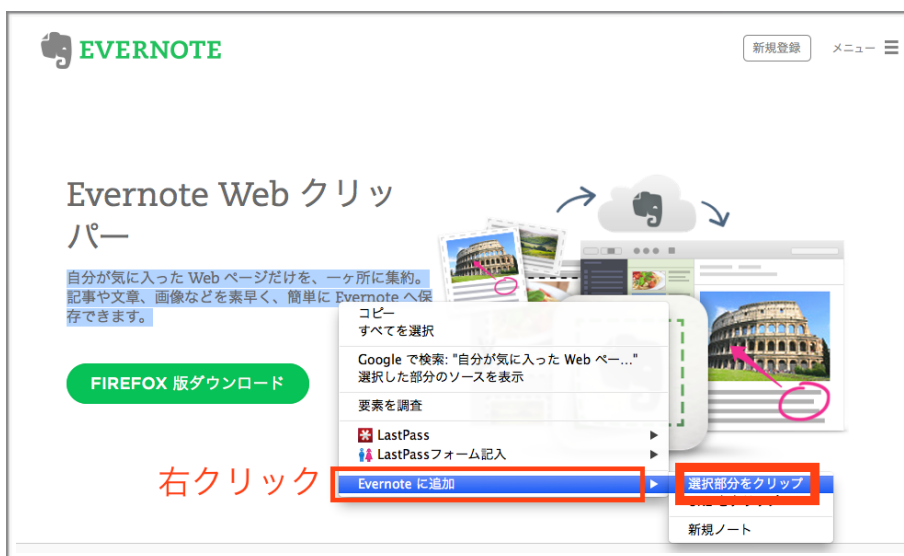 EVERNOTE
新規登録
メニュー
Evernote Web クリッ
パー
自分が気に入った Web ページだけを、一ヶ所に集約。
記事や文章、画像などを素早く、簡単に Evernote へ保
存できます。
FIREFOX 版ダウンロード
コピー
すべてを選択
Google で検索: "自分が気に入った Web ペー..."
選択した部分のソースを表示
要素を調査
LastPass
LastPassフォーム記入
右クリック
Evernote に追加
選択部分をクリップ
新規ノート